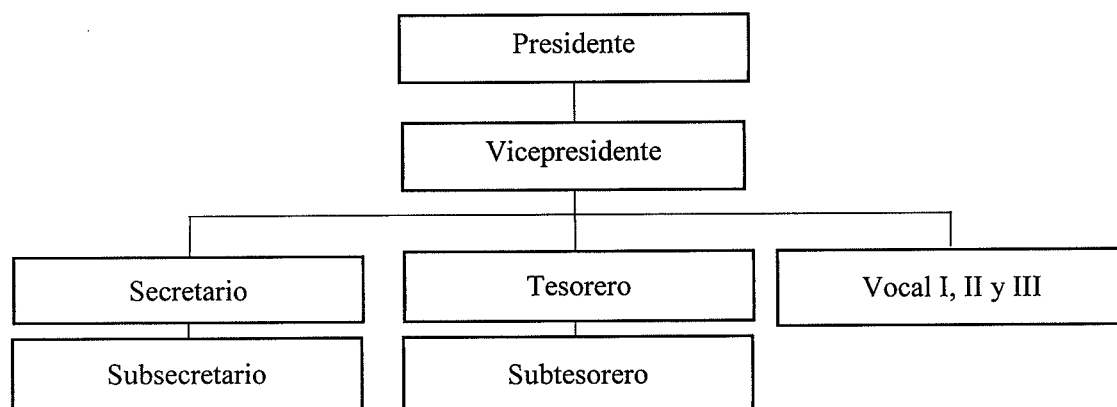 Presidente
Vicepresidente
Secretario
Tesorero
Vocal I, II y III
Subsecretario
Subtesorero